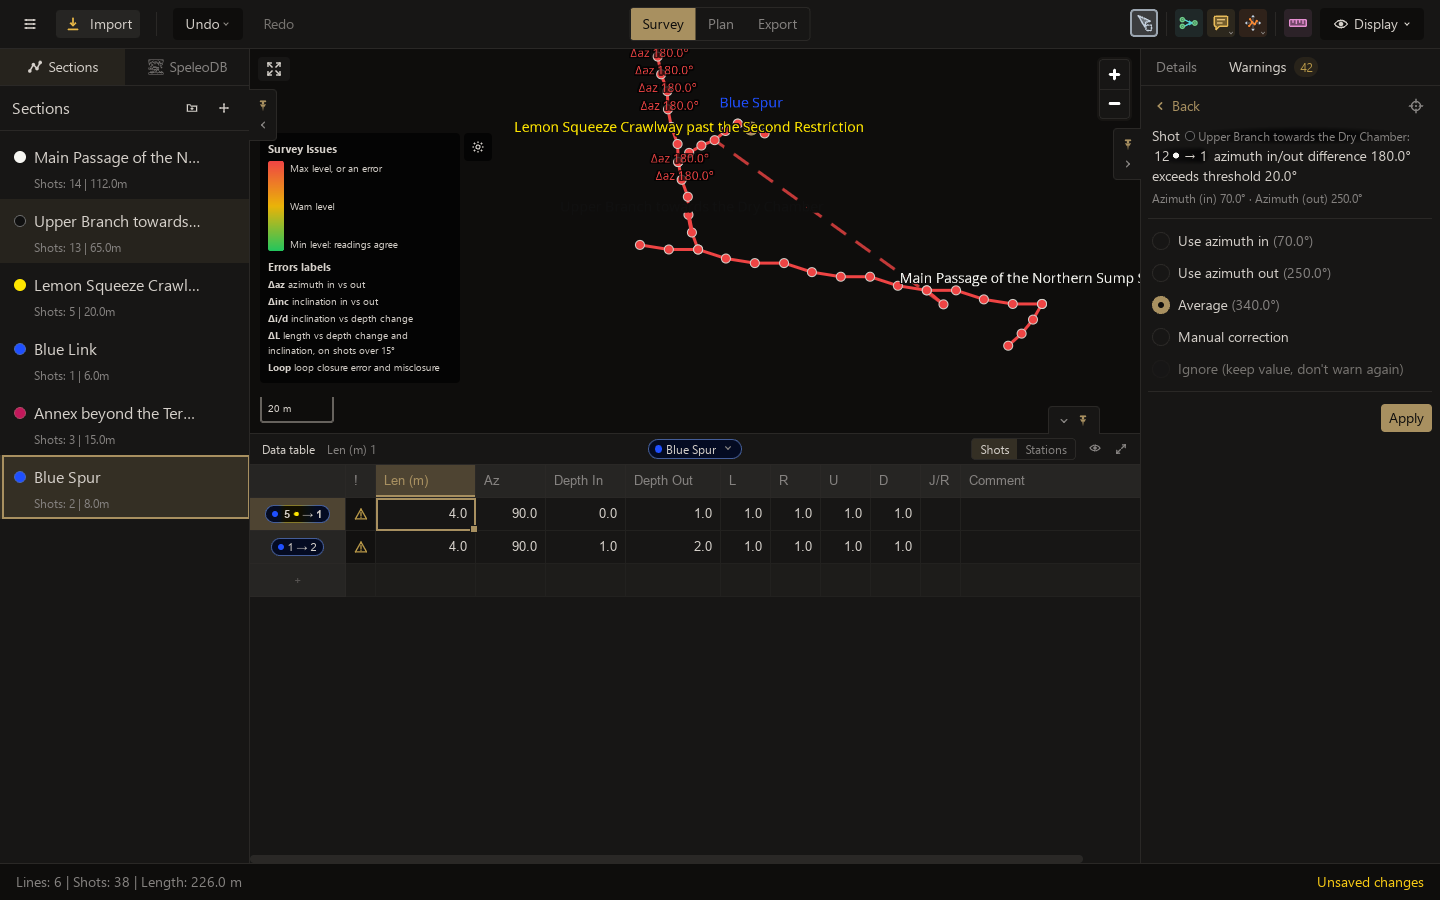 Import
Undo
Redo
Survey
Plan
Export
Display
Sections
SpeleoDB
Sections
Main Passage of the N...
Shots: 14 | 112.0m
Upper Branch towards...
Shots: 13 | 65.0m
Lemon Squeeze Crawl...
Shots: 5 | 20.0m
Blue Link
Shots: 1 | 6.0m
Annex beyond the Ter...
Shots: 3 | 15.0m
Blue Spur
Shots: 2 | 8.0m
Δaz 180.0°
Δaz 180.0°
Δaz 180.0°
Δaz 180.0°
Blue Spur
Lemon Squeeze Crawlway past the Second Restriction
Δaz 180.0°
Δaz 180.0°
Main Passage of the Northern Sump S
Survey Issues
Max level, or an error
Warn level
Min level: readings agree
Errors labels
Δaz azimuth in vs out
Δinc inclination in vs out
Δi/d inclination vs depth change
ΔL length vs depth change and
inclination, on shots over 15°
Loop loop closure error and misclosure
20 m
Data table
Len (m) 1
Blue Spur
Shots
Stations
! Len (m) Az Depth In Depth Out L R U D J/R Comment
5 → 1 4.0 90.0 0.0 1.0 1.0 1.0 1.0 1.0
1 → 2 4.0 90.0 1.0 2.0 1.0 1.0 1.0 1.0
+
Details
Warnings 42
Back
Shot Upper Branch towards the Dry Chamber:
12 → 1 azimuth in/out difference 180.0°
exceeds threshold 20.0°
Azimuth (in) 70.0° · Azimuth (out) 250.0°
Use azimuth in (70.0°)
Use azimuth out (250.0°)
Average (340.0°)
Manual correction
Ignore (keep value, don't warn again)
Apply
Lines: 6 | Shots: 38 | Length: 226.0 m
Unsaved changes